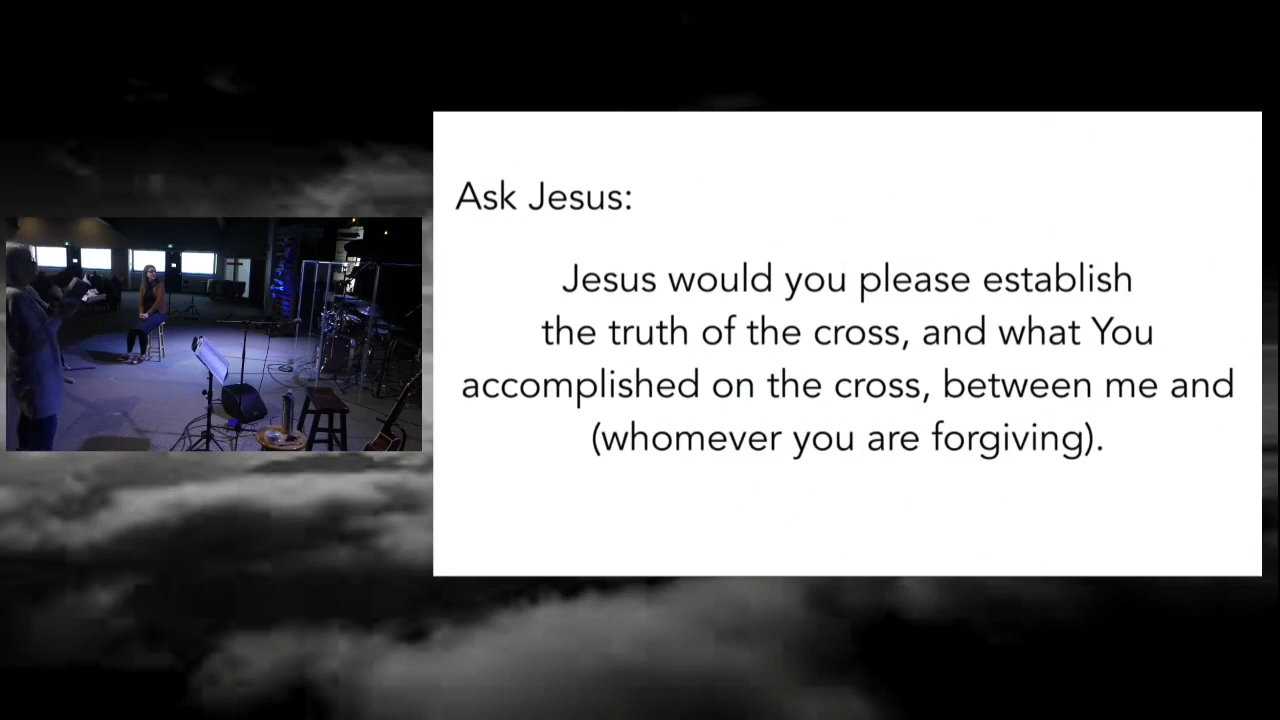 Ask Jesus:
Jesus would you please establish
the truth of the cross, and what You
accomplished on the cross, between me and
(whomever you are forgiving).